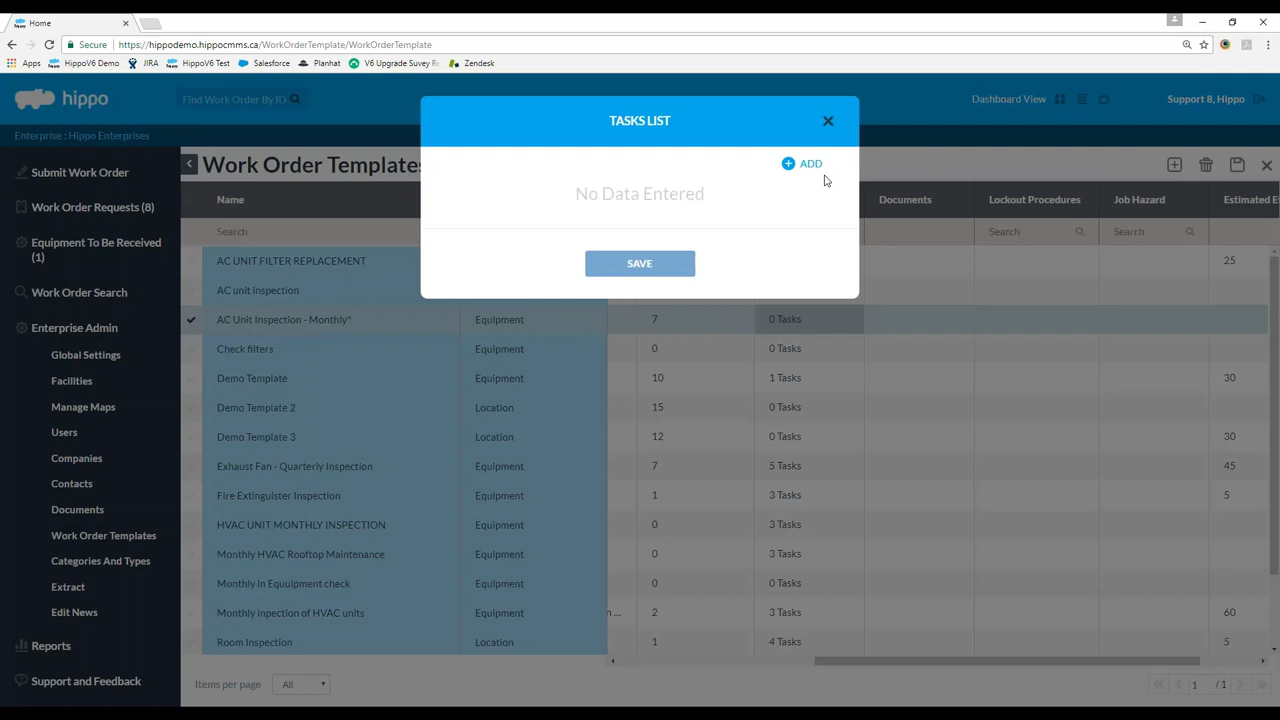 Home
Secure
https://hippodemo.hippocmms.ca/WorkOrderTemplate/WorkOrderTemplate
Apps
HippoV6 Demo
JIRA
HippoV6 Test
Salesforce
Planhat
V6 Upgrade Suvey Re
Zendesk
hippo
Find Work Order By ID
Dashboard View
Support 8, Hippo
Enterprise : Hippo Enterprises
Submit Work Order
Work Order Requests (8)
Equipment To Be Received
(1)
Work Order Search
Enterprise Admin
Global Settings
Facilities
Manage Maps
Users
Companies
Contacts
Documents
Work Order Templates
Categories And Types
Extract
Edit News
Reports
Support and Feedback
Work Order Templates
TASKS LIST
ADD
No Data Entered
SAVE
Name Documents Lockout Procedures Job Hazard Estimated E
Search Search Search
AC UNIT FILTER REPLACEMENT 25
AC unit inspection
AC Unit Inspection - Monthly* Equipment 7 0 Tasks
Check filters Equipment 0 0 Tasks
Demo Template Equipment 10 1 Tasks 30
Demo Template 2 Location 15 0 Tasks
Demo Template 3 Location 12 0 Tasks 30
Exhaust Fan - Quarterly Inspection Equipment 7 5 Tasks 45
Fire Extinguister Inspection Equipment 1 3 Tasks 5
HVAC UNIT MONTHLY INSPECTION Equipment 0 3 Tasks
Monthly HVAC Rooftop Maintenance Equipment 0 3 Tasks
Monthly in Equuipment check Equipment 0 0 Tasks
Monthly inpection of HVAC units Equipment n ... 2 3 Tasks 60
Room Inspection Location 1 4 Tasks 5
Items per page All
1 / 1